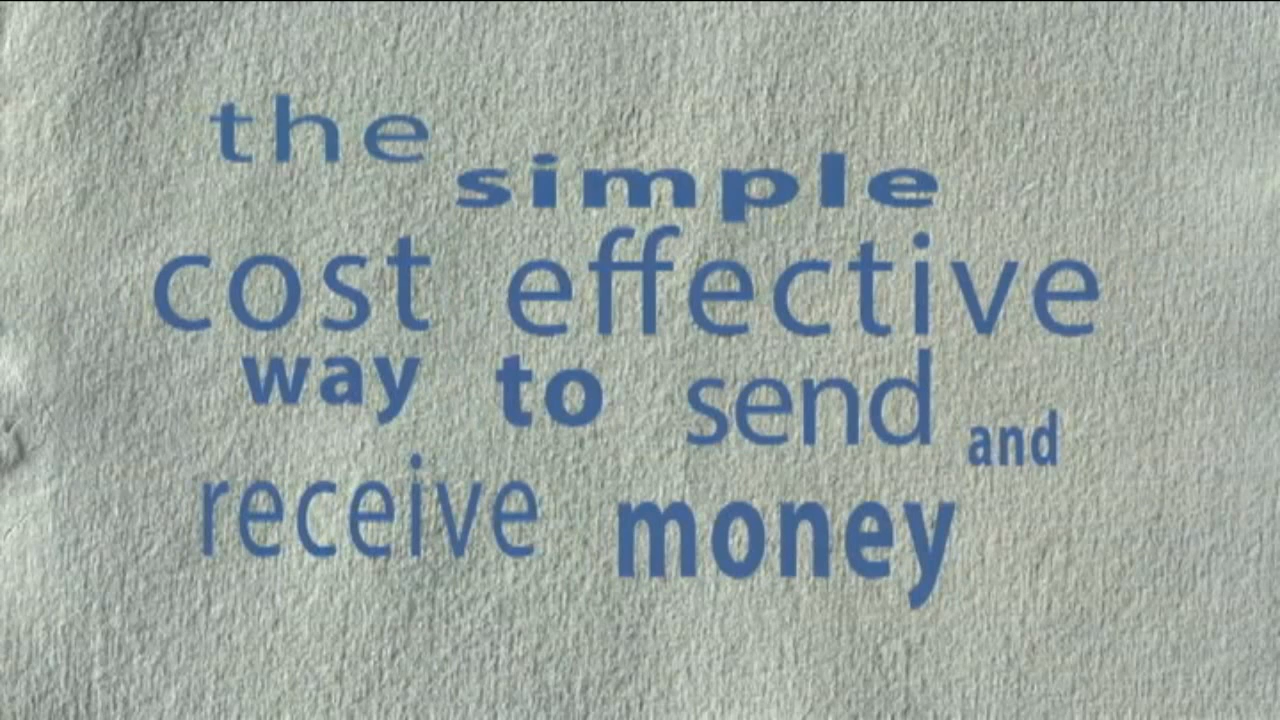 the simple
cost effective
way to send and
receive money